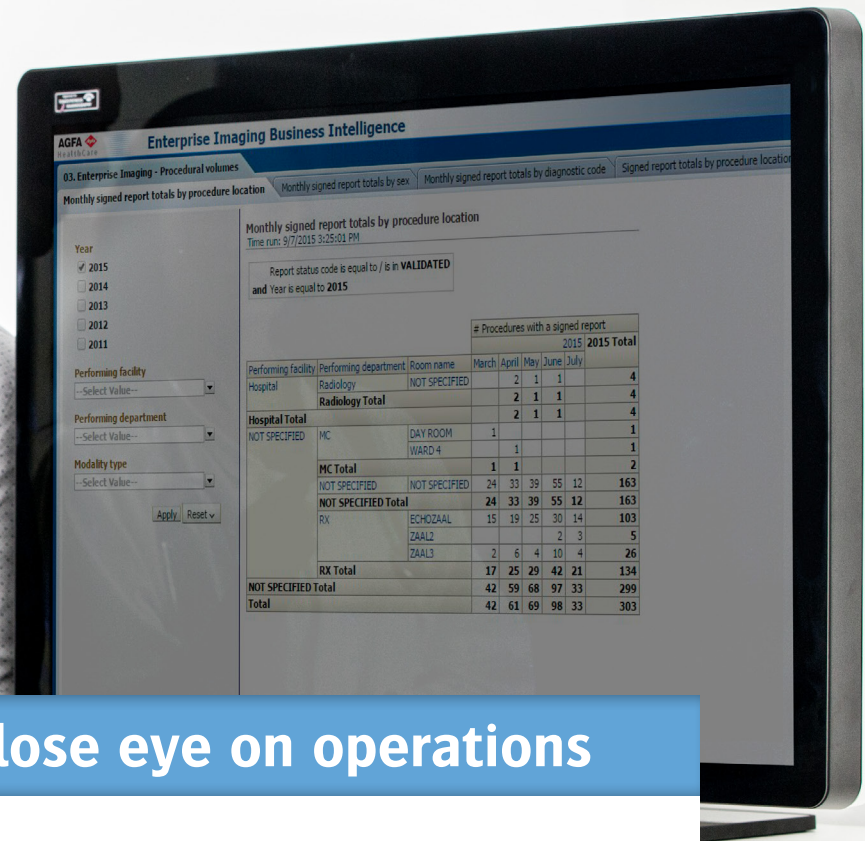 AGFA
HealthCare
Enterprise Imaging Business Intelligence
03. Enterprise Imaging - Procedural volumes
Monthly signed report totals by procedure location Monthly signed report totals by sex Monthly signed report totals by diagnostic code Signed report totals by procedure location
Year
2015
2014
2013
2012
2011
Performing facility
--Select Value--
Performing department
--Select Value--
Modality type
--Select Value--
Apply Reset
Monthly signed report totals by procedure location
Time run: 9/7/2015 3:25:01 PM
Report status code is equal to / is in VALIDATED
and Year is equal to 2015
# Procedures with a signed report
2015 2015 Total
Performing facility Performing department Room name March April May June July
Hospital Radiology NOT SPECIFIED 2 1 1 4
Radiology Total 2 1 1 4
Hospital Total 2 1 1 4
NOT SPECIFIED MC DAY ROOM 1 1
WARD 4 1 1
MC Total 1 1 2
NOT SPECIFIED NOT SPECIFIED 24 33 39 55 12 163
NOT SPECIFIED Total 24 33 39 55 12 163
RX ECHOZAAL 15 19 25 30 14 103
ZAAL2 2 3 5
ZAAL3 2 6 4 10 4 26
RX Total 17 25 29 42 21 134
NOT SPECIFIED Total 42 59 68 97 33 299
Total 42 61 69 98 33 303
lose eye on operations